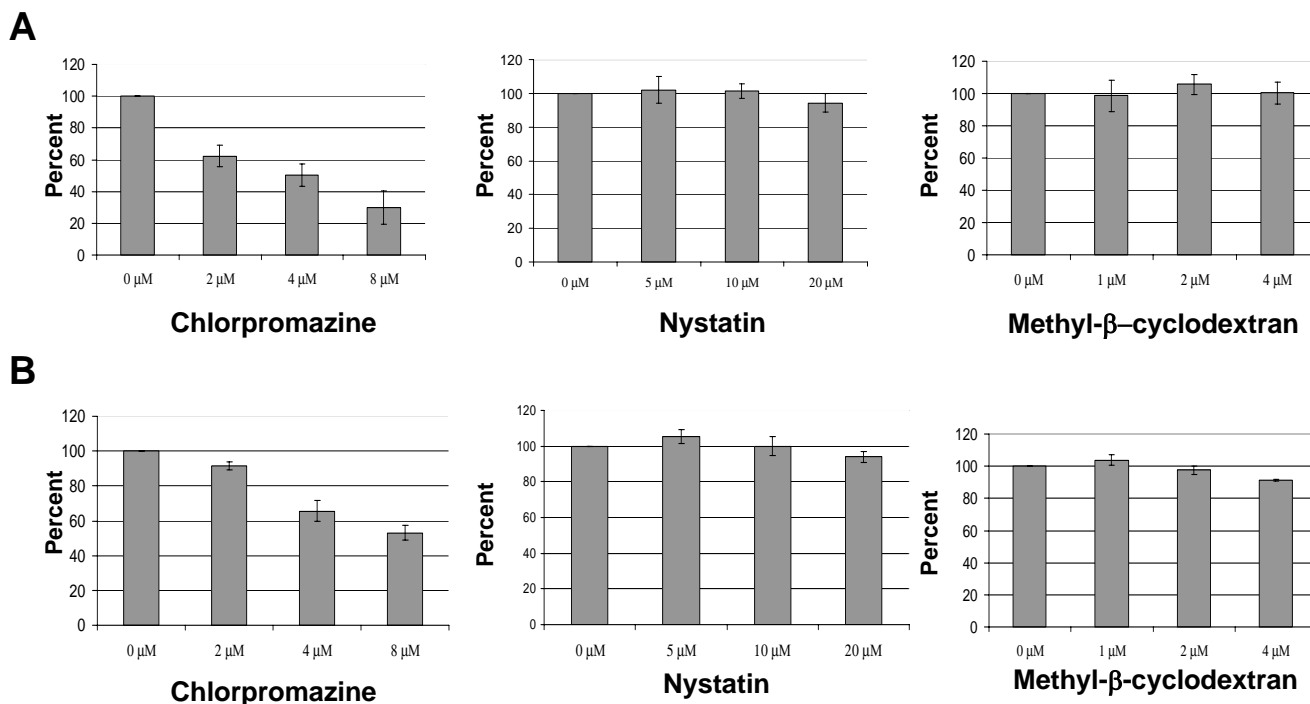 A
120
100
80
60
40
20
0
Percent
0 μM 2 μM 4 μM 8 μM
Chlorpromazine
120
100
80
60
40
20
0
Percent
0 μM 5 μM 10 μM 20 μM
Nystatin
120
100
80
60
40
20
0
Percent
0 μM 1 μM 2 μM 4 μM
Methyl-β–cyclodextran
B
120
100
80
60
40
20
0
Percent
0 μM 2 μM 4 μM 8 μM
Chlorpromazine
120
100
80
60
40
20
0
Percent
0 μM 5 μM 10 μM 20 μM
Nystatin
120
100
80
60
40
20
0
Percent
0 μM 1 μM 2 μM 4 μM
Methyl-β-cyclodextran